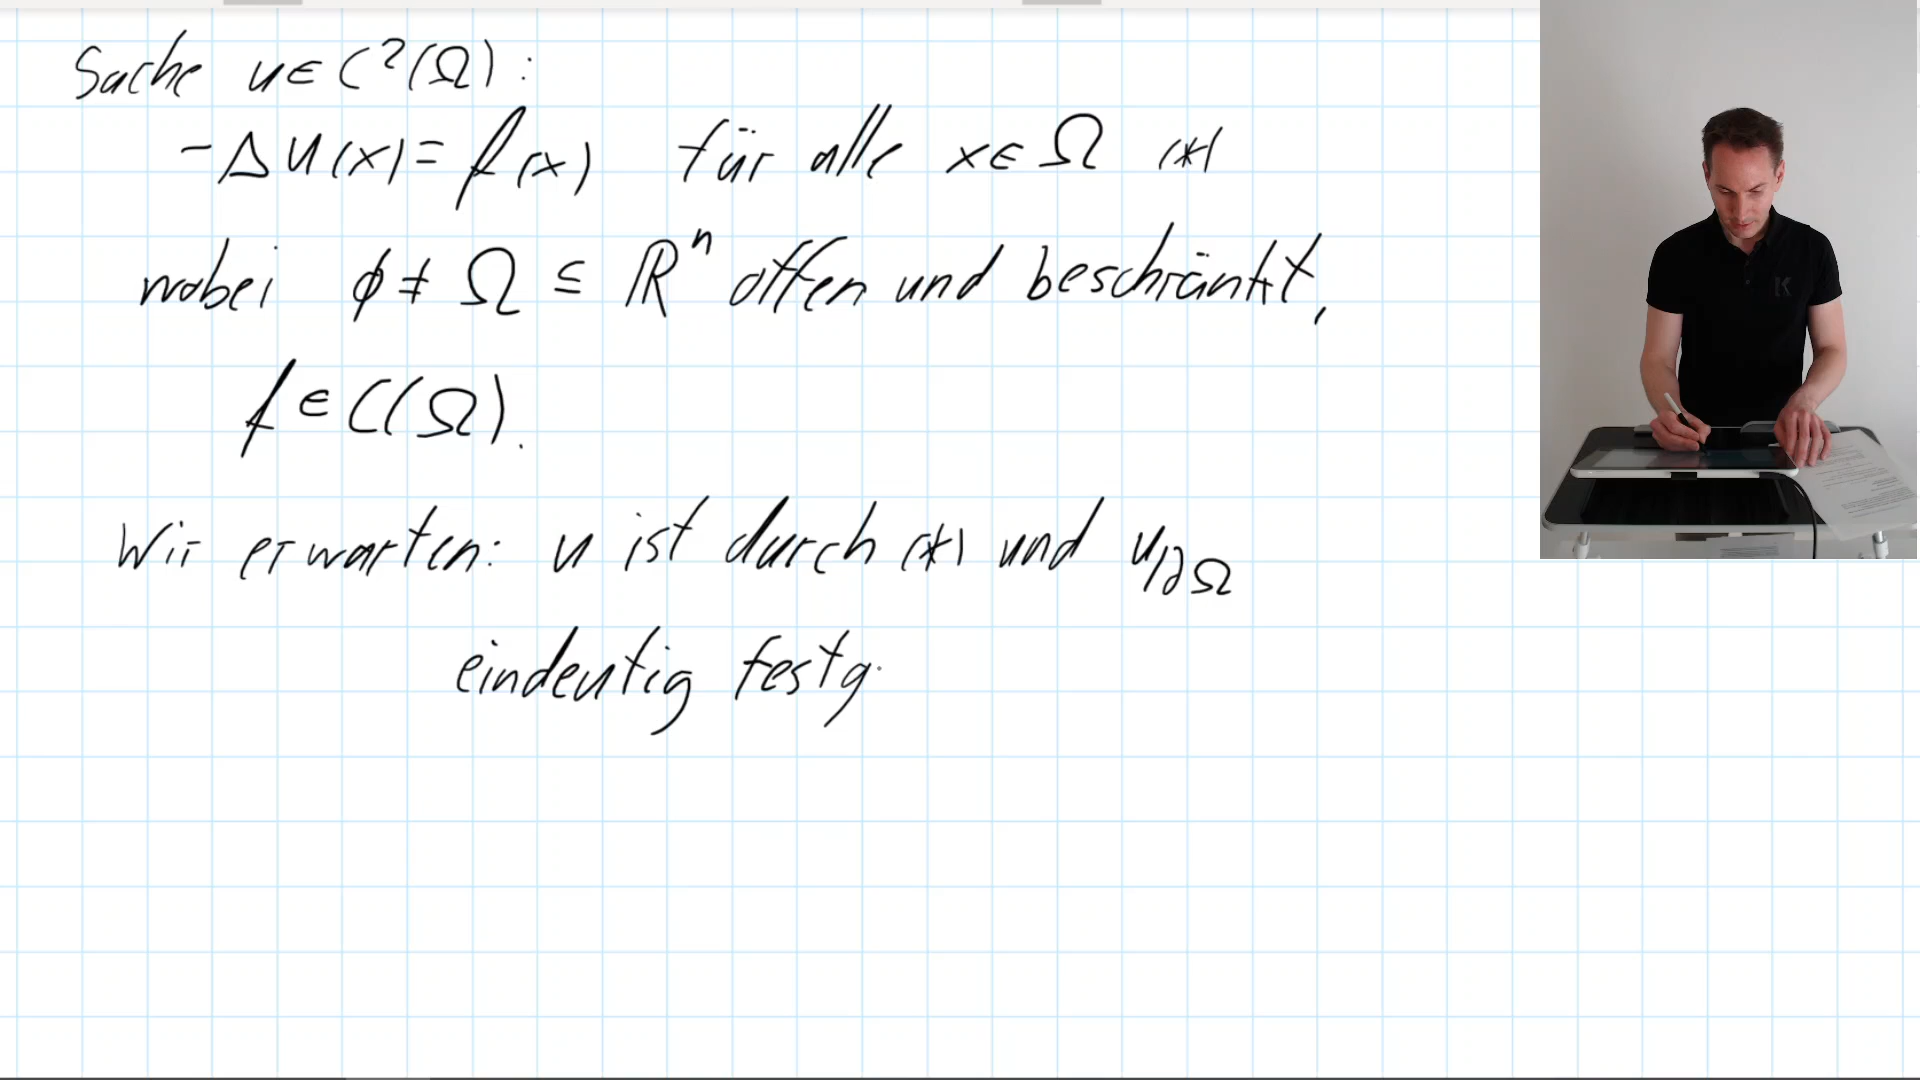 Suche u ∈ C²(Ω):
-Δu(x) = f(x) für alle x ∈ Ω (*)
wobei ∅ ≠ Ω ⊆ ℝⁿ offen und beschränkt,
f ∈ C(Ω).
Wir erwarten: u ist durch (*) und u|∂Ω
eindeutig festg